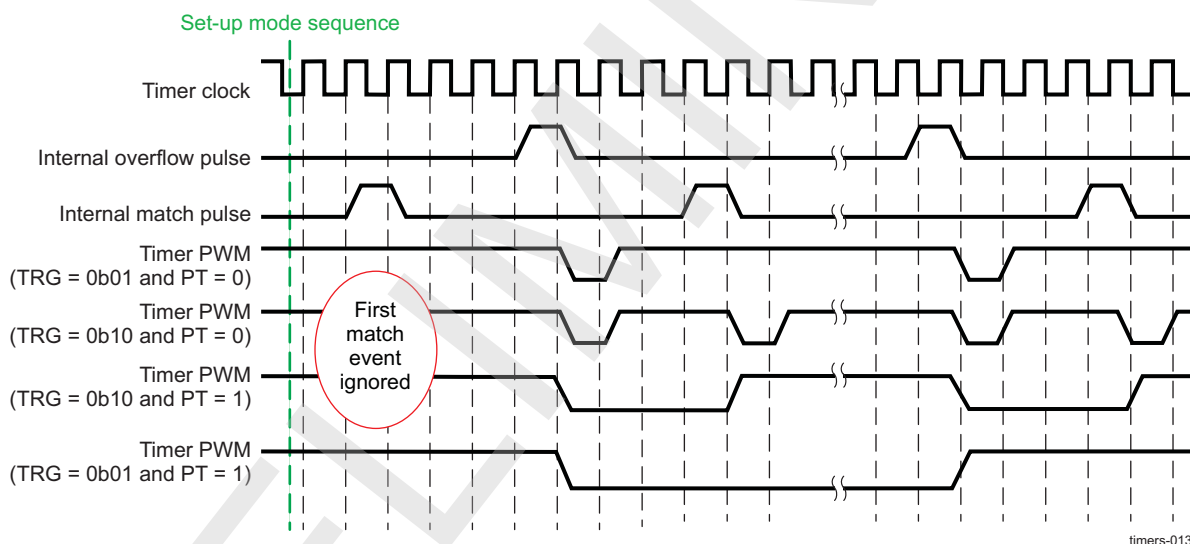 Set-up mode sequence
Timer clock
Internal overflow pulse
Internal match pulse
Timer PWM
(TRG = 0b01 and PT = 0)
Timer PWM
(TRG = 0b10 and PT = 0)
Timer PWM
(TRG = 0b10 and PT = 1)
Timer PWM
(TRG = 0b01 and PT = 1)
First
match
event
ignored
timers-013